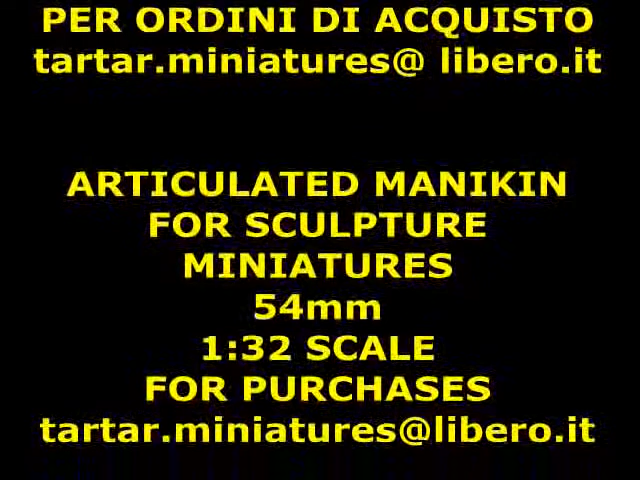 PER ORDINI DI ACQUISTO
tartar.miniatures@ libero.it
ARTICULATED MANIKIN
FOR SCULPTURE
MINIATURES
54mm
1:32 SCALE
FOR PURCHASES
tartar.miniatures@libero.it